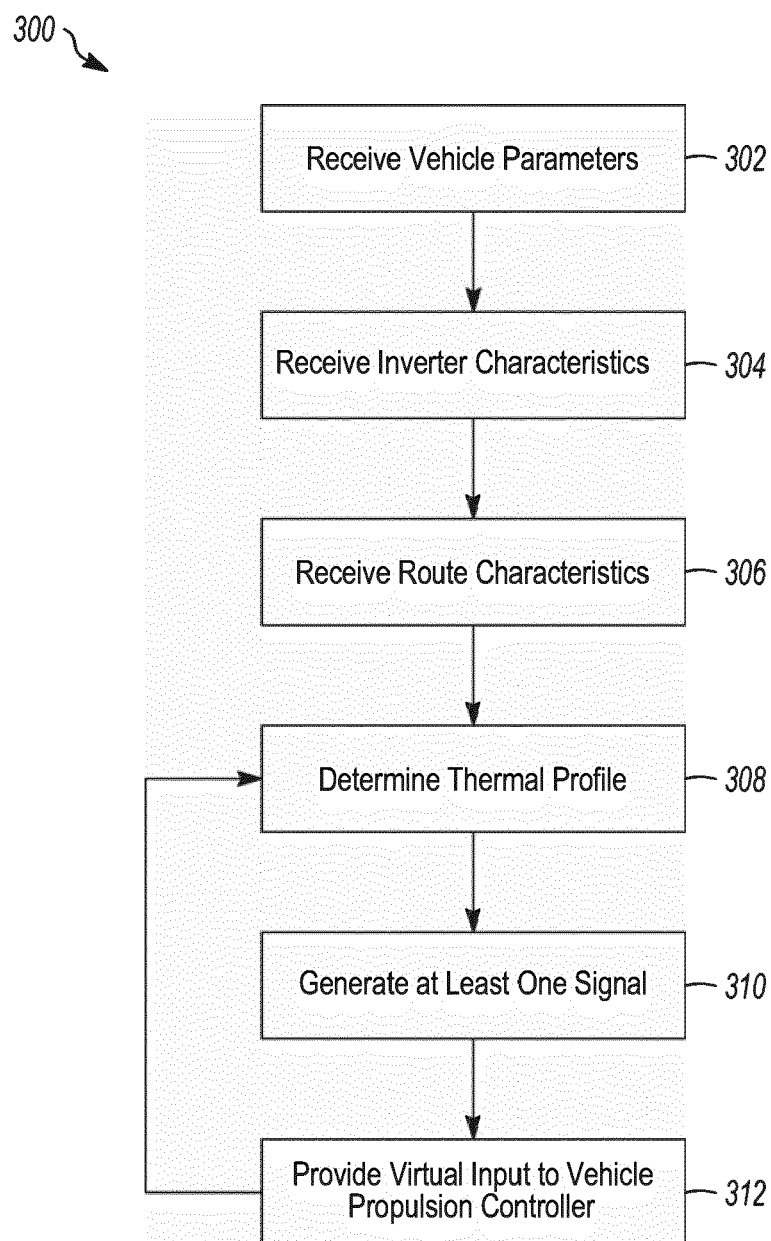 300
Receive Vehicle Parameters
302
Receive Inverter Characteristics
304
Receive Route Characteristics
306
Determine Thermal Profile
308
Generate at Least One Signal
310
Provide Virtual Input to Vehicle
Propulsion Controller
312